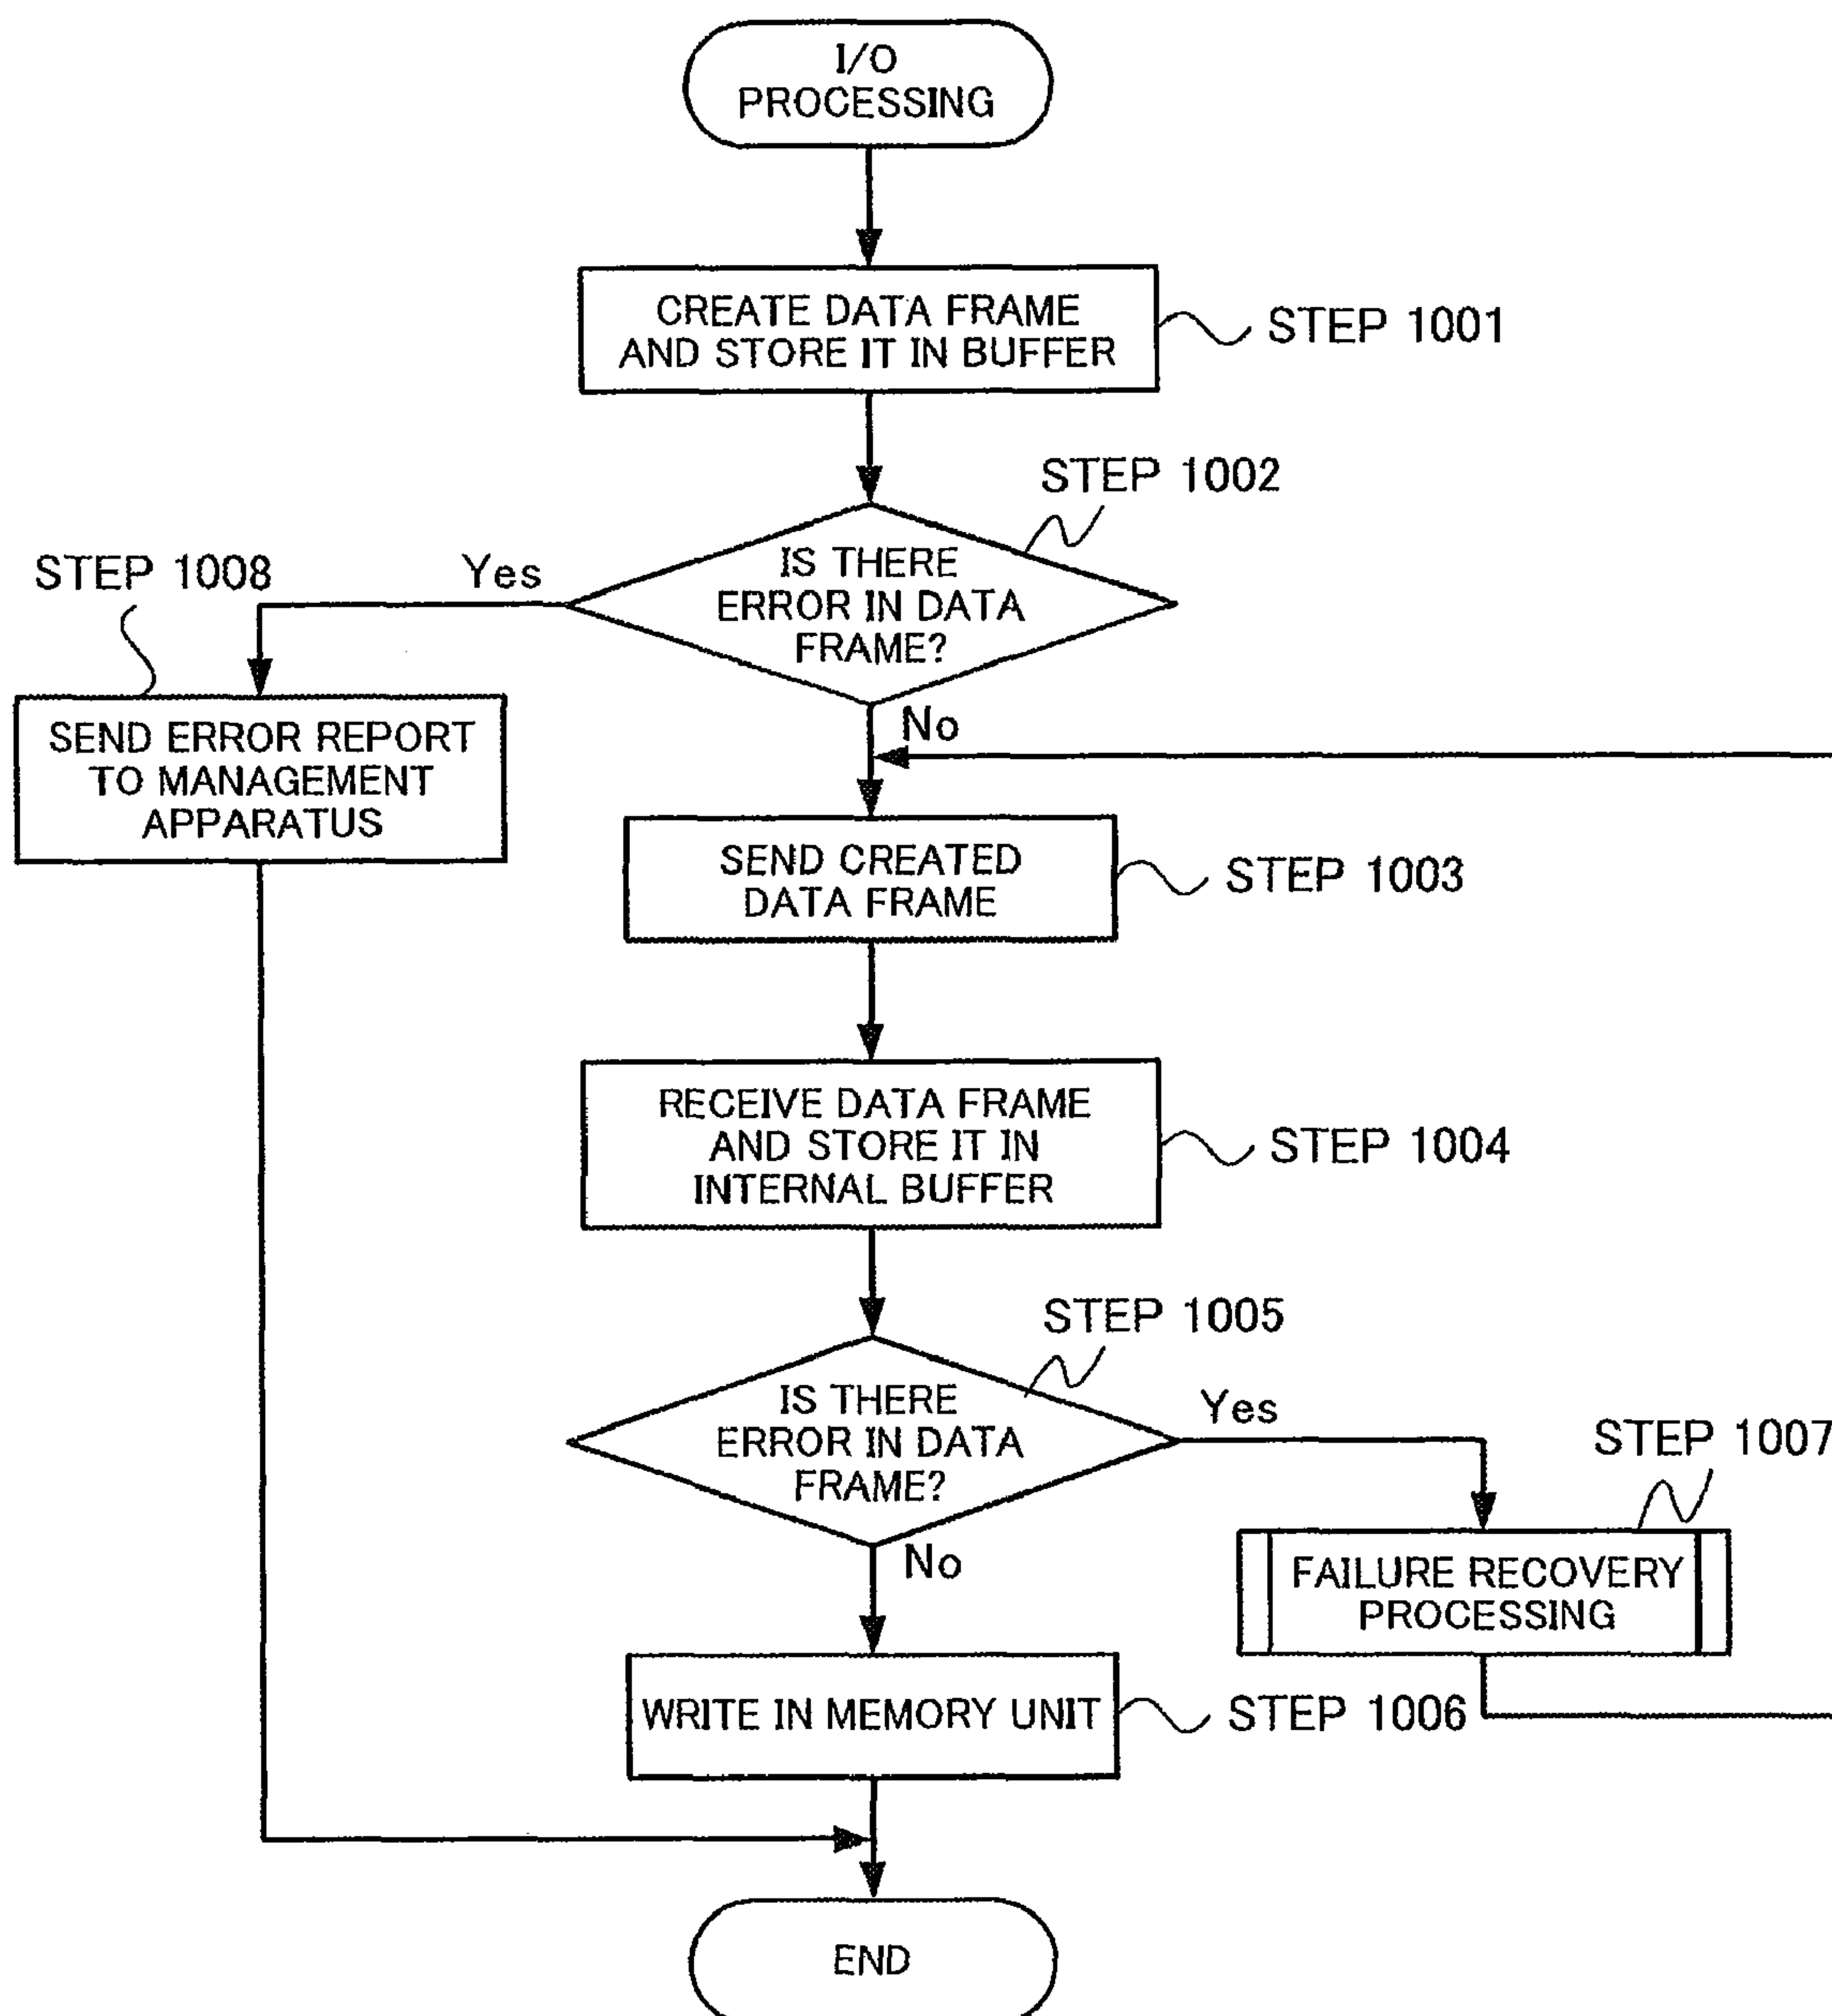 I/O
PROCESSING
CREATE DATA FRAME
AND STORE IT IN BUFFER
STEP 1001
STEP 1002
IS THERE
ERROR IN DATA
FRAME?
Yes
STEP 1008
No
SEND ERROR REPORT
TO MANAGEMENT
APPARATUS
SEND CREATED
DATA FRAME
STEP 1003
RECEIVE DATA FRAME
AND STORE IT IN
INTERNAL BUFFER
STEP 1004
STEP 1005
IS THERE
ERROR IN DATA
FRAME?
Yes
STEP 1007
No
FAILURE RECOVERY
PROCESSING
WRITE IN MEMORY UNIT
STEP 1006
END